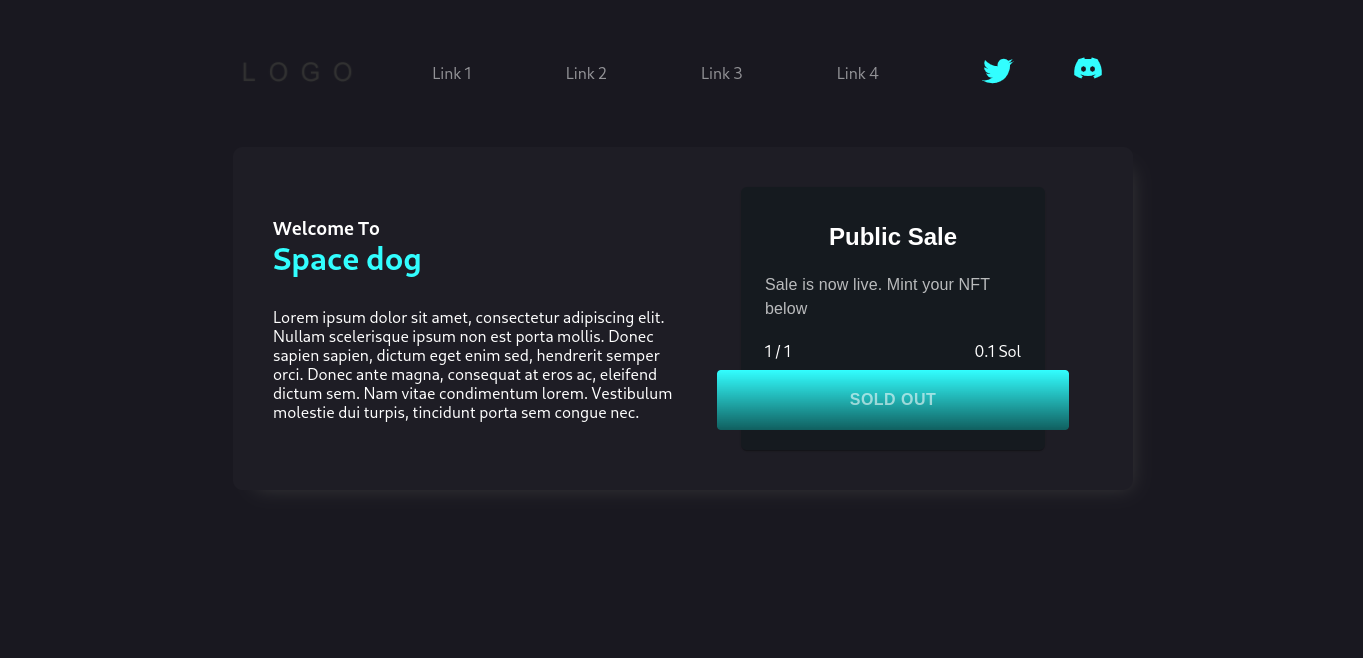 LOGO
Link 1
Link 2
Link 3
Link 4
Welcome To
Space dog
Lorem ipsum dolor sit amet, consectetur adipiscing elit.
Nullam scelerisque ipsum non est porta mollis. Donec
sapien sapien, dictum eget enim sed, hendrerit semper
orci. Donec ante magna, consequat at eros ac, eleifend
dictum sem. Nam vitae condimentum lorem. Vestibulum
molestie dui turpis, tincidunt porta sem congue nec.
Public Sale
Sale is now live. Mint your NFT
below
1 / 1
0.1 Sol
SOLD OUT